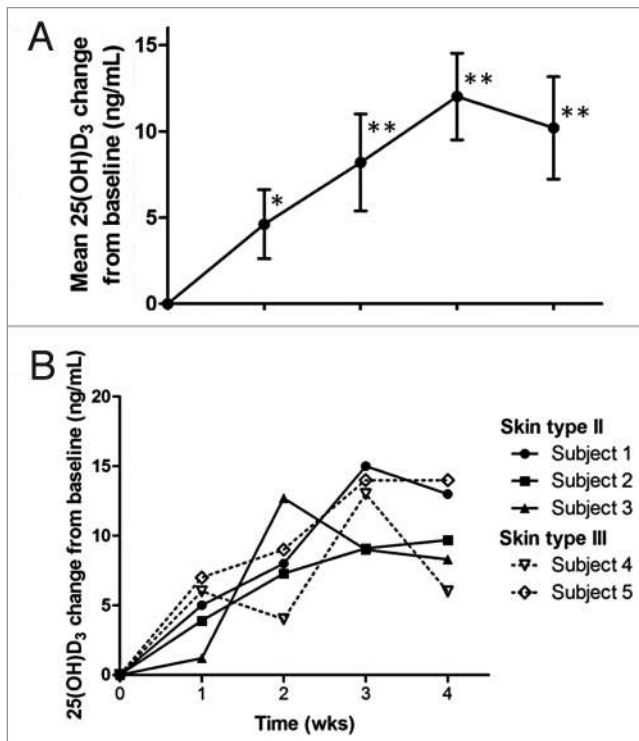 A
Mean 25(OH)D₃ change
from baseline (ng/mL)
15
10
5
0
*
**
**
**
B
25(OH)D₃ change from baseline (ng/mL)
20
15
10
5
0
0 1 2 3 4
Time (wks)
Skin type II
Subject 1
Subject 2
Subject 3
Skin type III
Subject 4
Subject 5